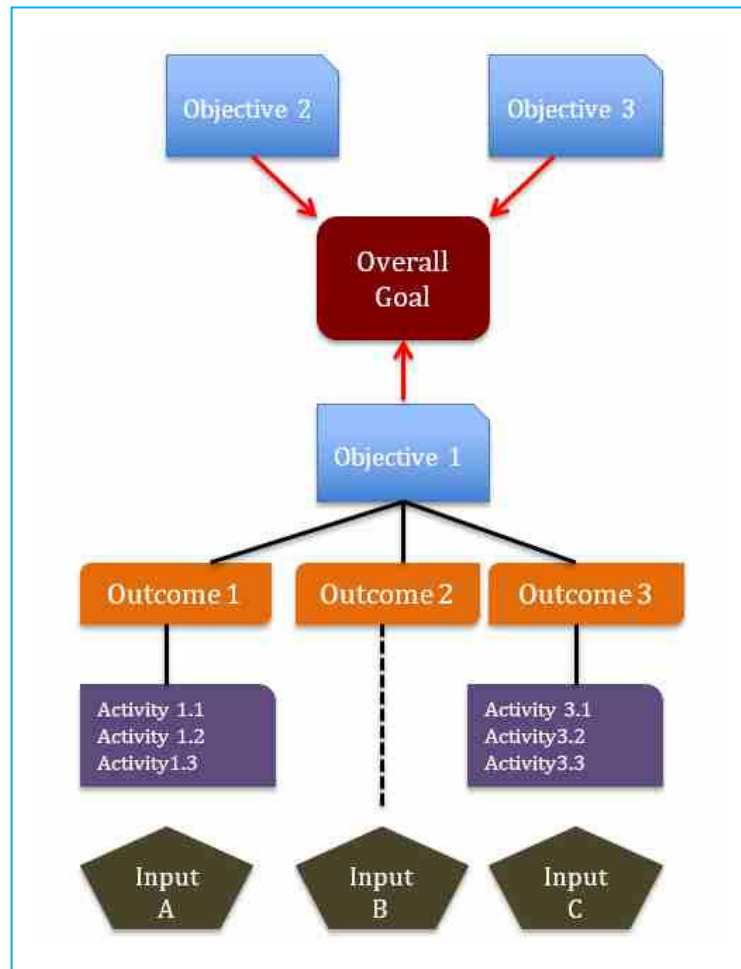 Objective 2
Objective 3
Overall
Goal
Objective 1
Outcome 1
Outcome 2
Outcome 3
Activity 1.1
Activity 1.2
Activity1.3
Activity 3.1
Activity3.2
Activity3.3
Input
A
Input
B
Input
C